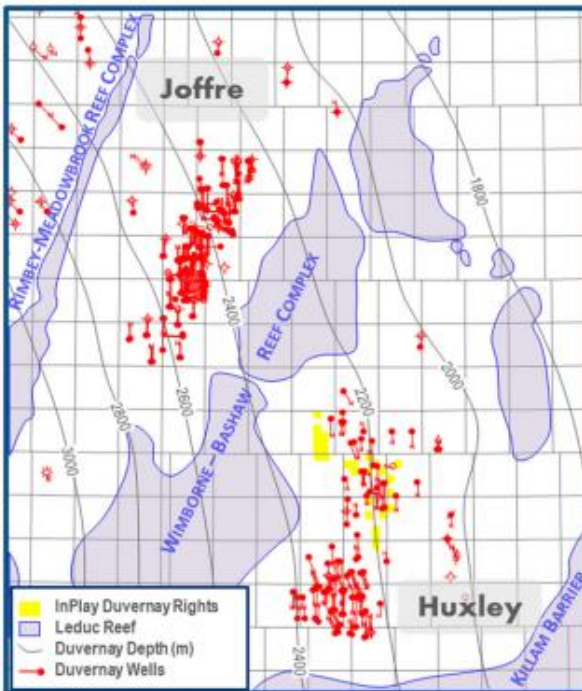 Joffre
RIMBEY-MEADOWBROOK REEF COMPLEX
1800
REEF COMPLEX
2400
2000
2200
2600
2800
3000
WIMBORNE – BASHAW
2400
Huxley
KILLAM BARRIER
InPlay Duvernay Rights
Leduc Reef
Duvernay Depth (m)
Duvernay Wells